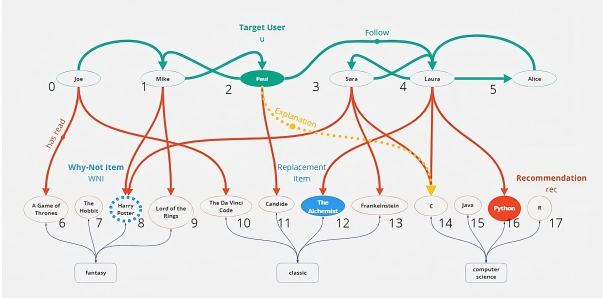 Target User
u
Follow
Joe
Mike
Paul
Sara
Laura
Alice
0
1
2
3
4
5
has read
Explanation
Why-Not Item
WNI
Replacement
Item
Recommendation
rec
A Game of
Thrones
The
Hobbit
Harry
Potter
Lord of the
Rings
The Da Vinci
Code
Candide
The
Alchemist
Frankeinstein
C
Java
Python
R
6
7
8
9
10
11
12
13
14
15
16
17
fantasy
classic
computer
science